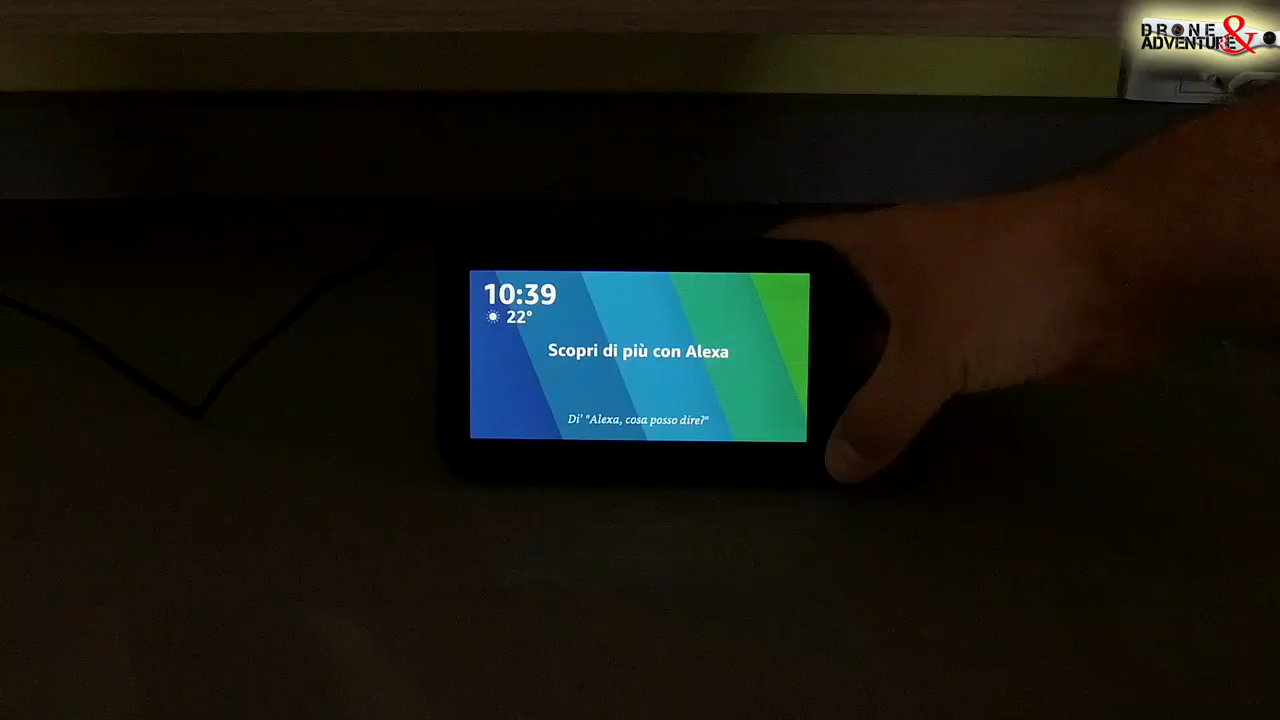 DRONE &
ADVENTURE
10:39
22°
Scopri di più con Alexa
Di' "Alexa, cosa posso dire?"